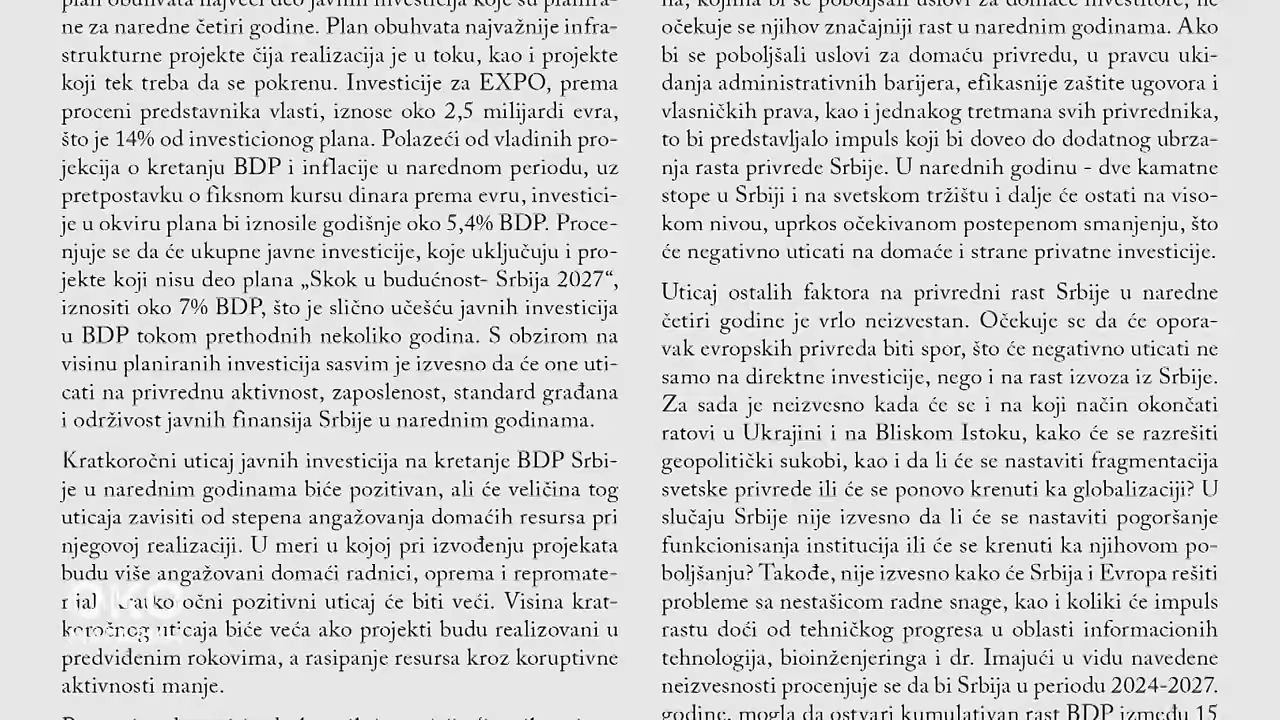 plan obuhvata najveći deo javnih investicija koje su planira-
ne za naredne četiri godine. Plan obuhvata najvažnije infra-
strukturne projekte čija realizacija je u toku, kao i projekte
koji tek treba da se pokrenu. Investicije za EXPO, prema
proceni predstavnika vlasti, iznose oko 2,5 milijardi evra,
što je 14% od investicionog plana. Polazeći od vladinih pro-
jekcija o kretanju BDP i inflacije u narednom periodu, uz
pretpostavku o fiksnom kursu dinara prema evru, investici-
je u okviru plana bi iznosile godišnje oko 5,4% BDP. Proce-
njuje se da će ukupne javne investicije, koje uključuju i pro-
jekte koji nisu deo plana „Skok u budućnost- Srbija 2027“,
iznositi oko 7% BDP, što je slično učešću javnih investicija
u BDP tokom prethodnih nekoliko godina. S obzirom na
visinu planiranih investicija sasvim je izvesno da će one uti-
cati na privrednu aktivnost, zaposlenost, standard građana
i održivost javnih finansija Srbije u narednim godinama.
Kratkoročni uticaj javnih investicija na kretanje BDP Srbi-
je u narednim godinama biće pozitivan, ali će veličina tog
uticaja zavisiti od stepena angažovanja domaćih resursa pri
njegovoj realizaciji. U meri u kojoj pri izvođenju projekata
budu više angažovani domaći radnici, oprema i repromate-
rijal kratkoročni pozitivni uticaj će biti veći. Visina krat-
koročnog uticaja biće veća ako projekti budu realizovani u
predviđenim rokovima, a rasipanje resursa kroz koruptivne
aktivnosti manje.
na, kojima bi se poboljšali uslovi za domaće investitore, ne
očekuje se njihov značajniji rast u narednim godinama. Ako
bi se poboljšali uslovi za domaću privredu, u pravcu uki-
danja administrativnih barijera, efikasnije zaštite ugovora i
vlasničkih prava, kao i jednakog tretmana svih privrednika,
to bi predstavljalo impuls koji bi doveo do dodatnog ubrza-
nja rasta privrede Srbije. U narednih godinu - dve kamatne
stope u Srbiji i na svetskom tržištu i dalje će ostati na viso-
kom nivou, uprkos očekivanom postepenom smanjenju, što
će negativno uticati na domaće i strane privatne investicije.
Uticaj ostalih faktora na privredni rast Srbije u naredne
četiri godine je vrlo neizvestan. Očekuje se da će opora-
vak evropskih privreda biti spor, što će negativno uticati ne
samo na direktne investicije, nego i na rast izvoza iz Srbije.
Za sada je neizvesno kada će se i na koji način okončati
ratovi u Ukrajini i na Bliskom Istoku, kako će se razrešiti
geopolitički sukobi, kao i da li će se nastaviti fragmentacija
svetske privrede ili će se ponovo krenuti ka globalizaciji? U
slučaju Srbije nije izvesno da li će se nastaviti pogoršanje
funkcionisanja institucija ili će se krenuti ka njihovom po-
boljšanju? Takođe, nije izvesno kako će Srbija i Evropa rešiti
probleme sa nestašicom radne snage, kao i koliki će impuls
rastu doći od tehničkog progresa u oblasti informacionih
tehnologija, bioinženjeringa i dr. Imajući u vidu navedene
neizvesnosti procenjuje se da bi Srbija u periodu 2024-2027.
godine, mogla da ostvari kumulativan rast BDP između 15
OKO